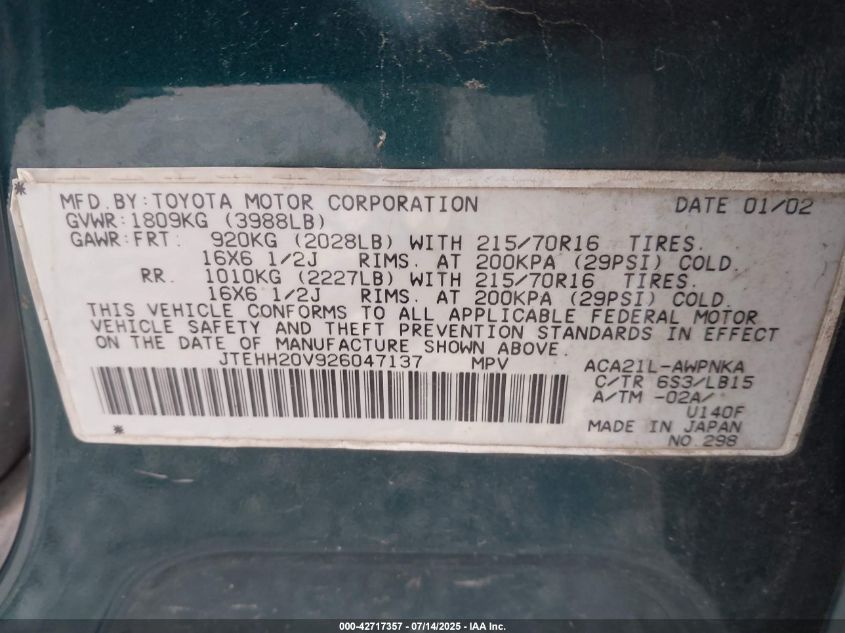 MFD. BY: TOYOTA MOTOR CORPORATION DATE 01/02
GVWR: 1809KG (3988LB)
GAWR: FRT: 920KG (2028LB) WITH 215/70R16 TIRES.
16X6 1/2J RIMS. AT 200KPA (29PSI) COLD.
RR. 1010KG (2227LB) WITH 215/70R16 TIRES.
16X6 1/2J RIMS. AT 200KPA (29PSI) COLD.
THIS VEHICLE CONFORMS TO ALL APPLICABLE FEDERAL MOTOR
VEHICLE SAFETY AND THEFT PREVENTION STANDARDS IN EFFECT
ON THE DATE OF MANUFACTURE SHOWN ABOVE.
JTEHH20V926047137 MPV ACA21L-AWPNKA
C/TR 6S3/LB15
A/TM -02A/
U140F
MADE IN JAPAN
NO 298
000-42717357 - 07/14/2025 - IAA Inc.